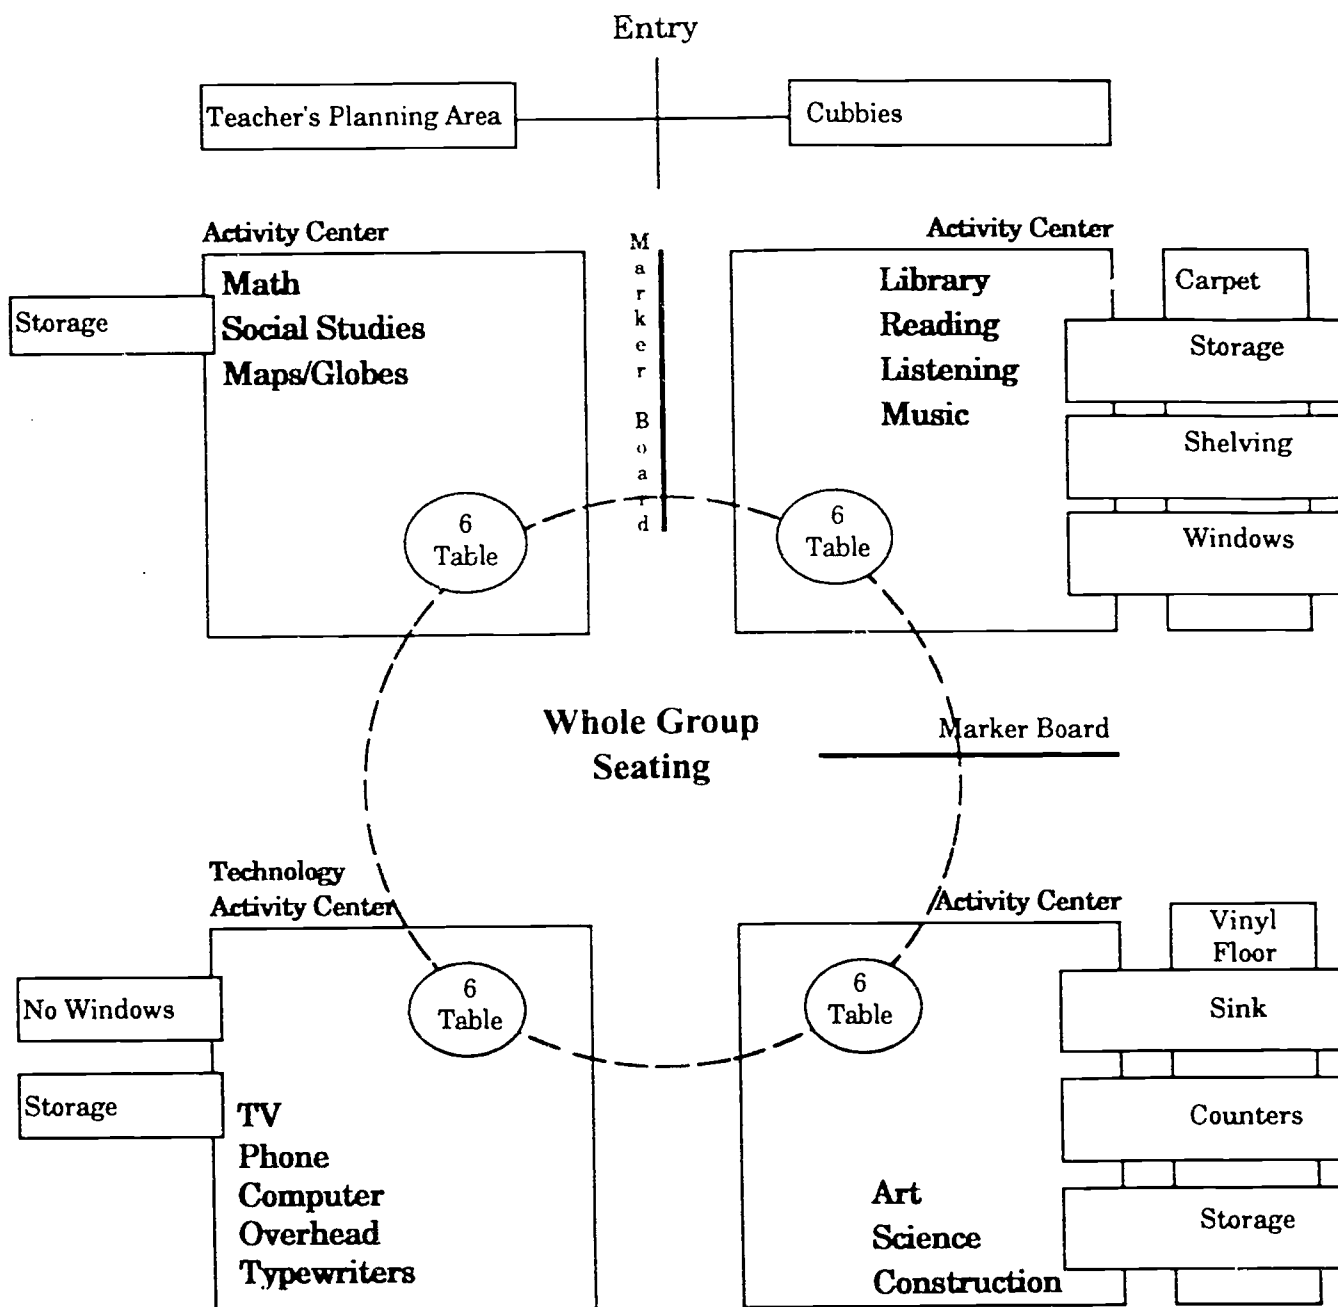 Entry
Teacher's Planning Area
Cubbies
Activity Center
Math
Social Studies
Maps/Globes
Storage
Marker Board
Activity Center
Library
Reading
Listening
Music
Carpet
Storage
Shelving
Windows
6
Table
6
Table
Whole Group
Seating
Marker Board
Technology
Activity Center
No Windows
Storage
6
Table
TV
Phone
Computer
Overhead
Typewriters
Activity Center
6
Table
Art
Science
Construction
Vinyl
Floor
Sink
Counters
Storage